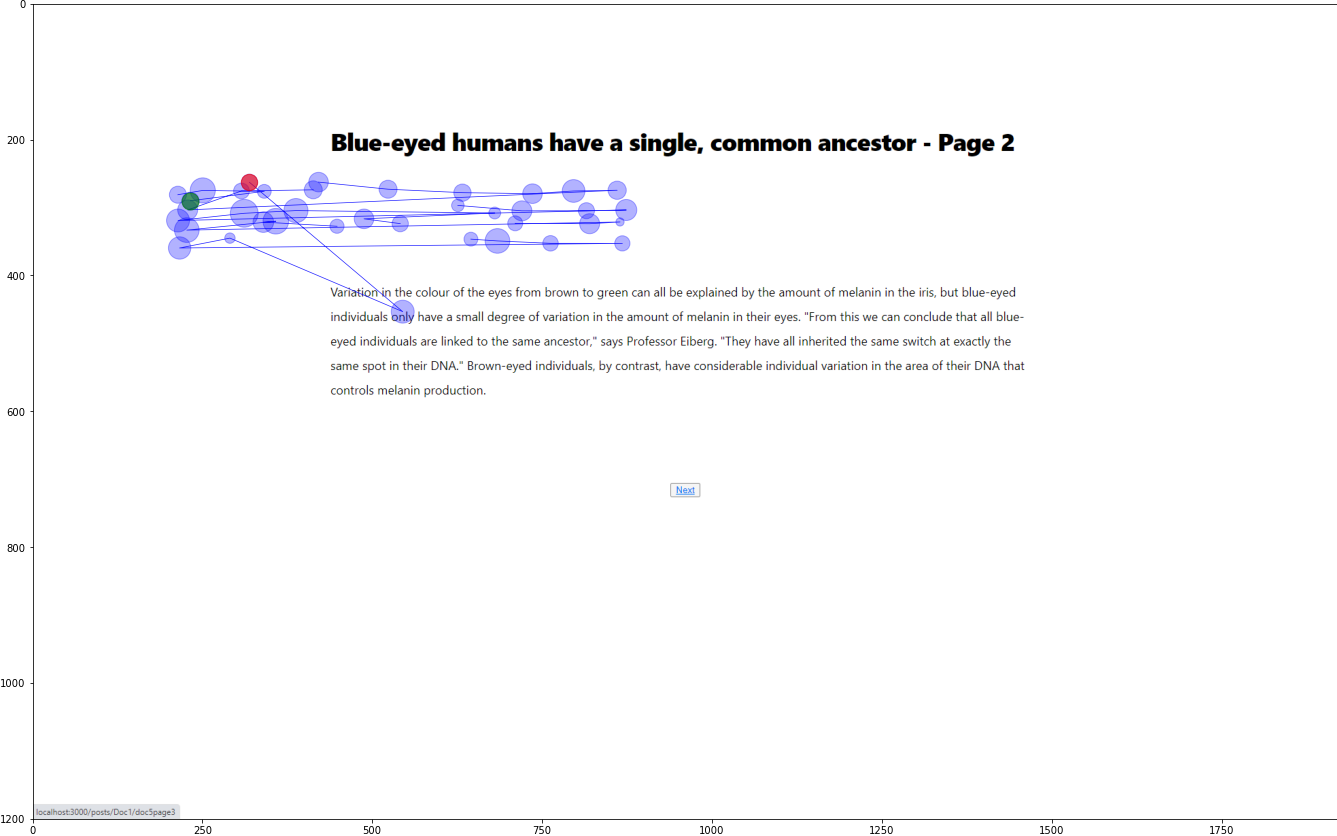 0
200
Blue-eyed humans have a single, common ancestor - Page 2
400
Variation in the colour of the eyes from brown to green can all be explained by the amount of melanin in the iris, but blue-eyed
individuals only have a small degree of variation in the amount of melanin in their eyes. "From this we can conclude that all blue-
eyed individuals are linked to the same ancestor," says Professor Eiberg. "They have all inherited the same switch at exactly the
same spot in their DNA." Brown-eyed individuals, by contrast, have considerable individual variation in the area of their DNA that
controls melanin production.
600
Next
800
1000
localhost:3000/posts/Doc1/doc5page3
1200
0 250 500 750 1000 1250 1500 1750